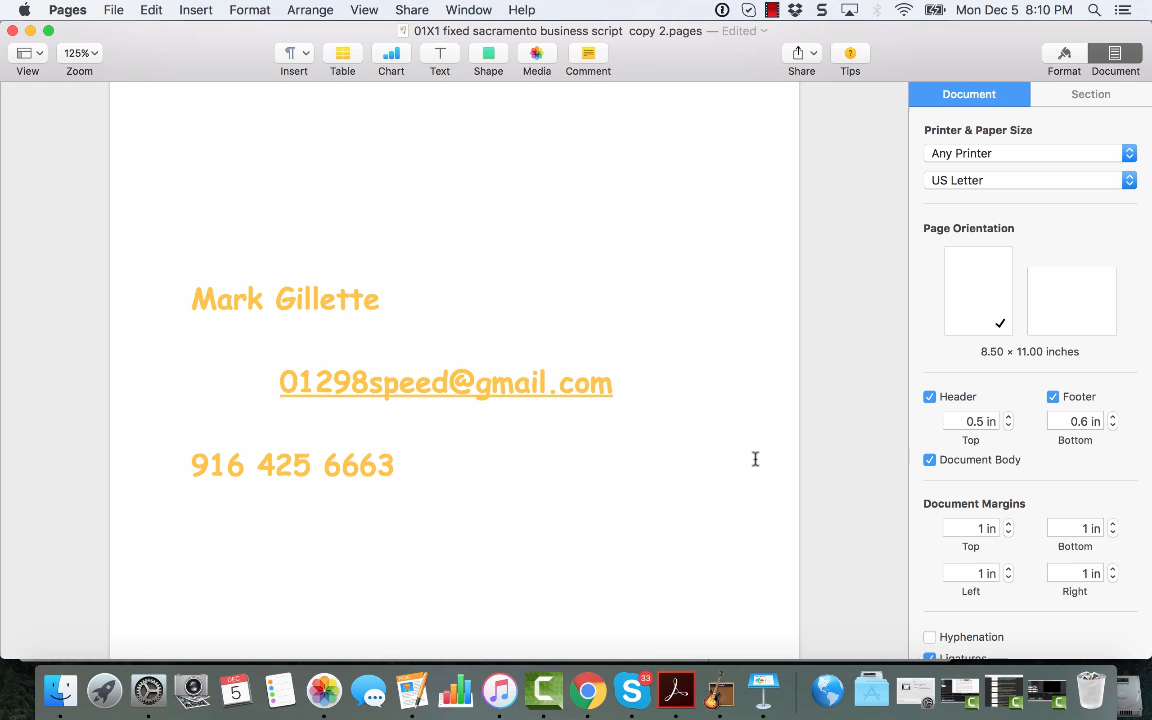 Pages File Edit Insert Format Arrange View Share Window Help Mon Dec 5 8:10 PM
01X1 fixed sacramento business script copy 2.pages — Edited
125%
View Zoom Insert Table Chart Text Shape Media Comment Share Tips Format Document
Document Section
Printer & Paper Size
Any Printer
US Letter
Page Orientation
8.50 × 11.00 inches
Header Footer
0.5 in 0.6 in
Top Bottom
Document Body
Document Margins
1 in 1 in
Top Bottom
1 in 1 in
Left Right
Hyphenation
Ligatures
Mark Gillette
01298speed@gmail.com
916 425 6663
DEC
5
33